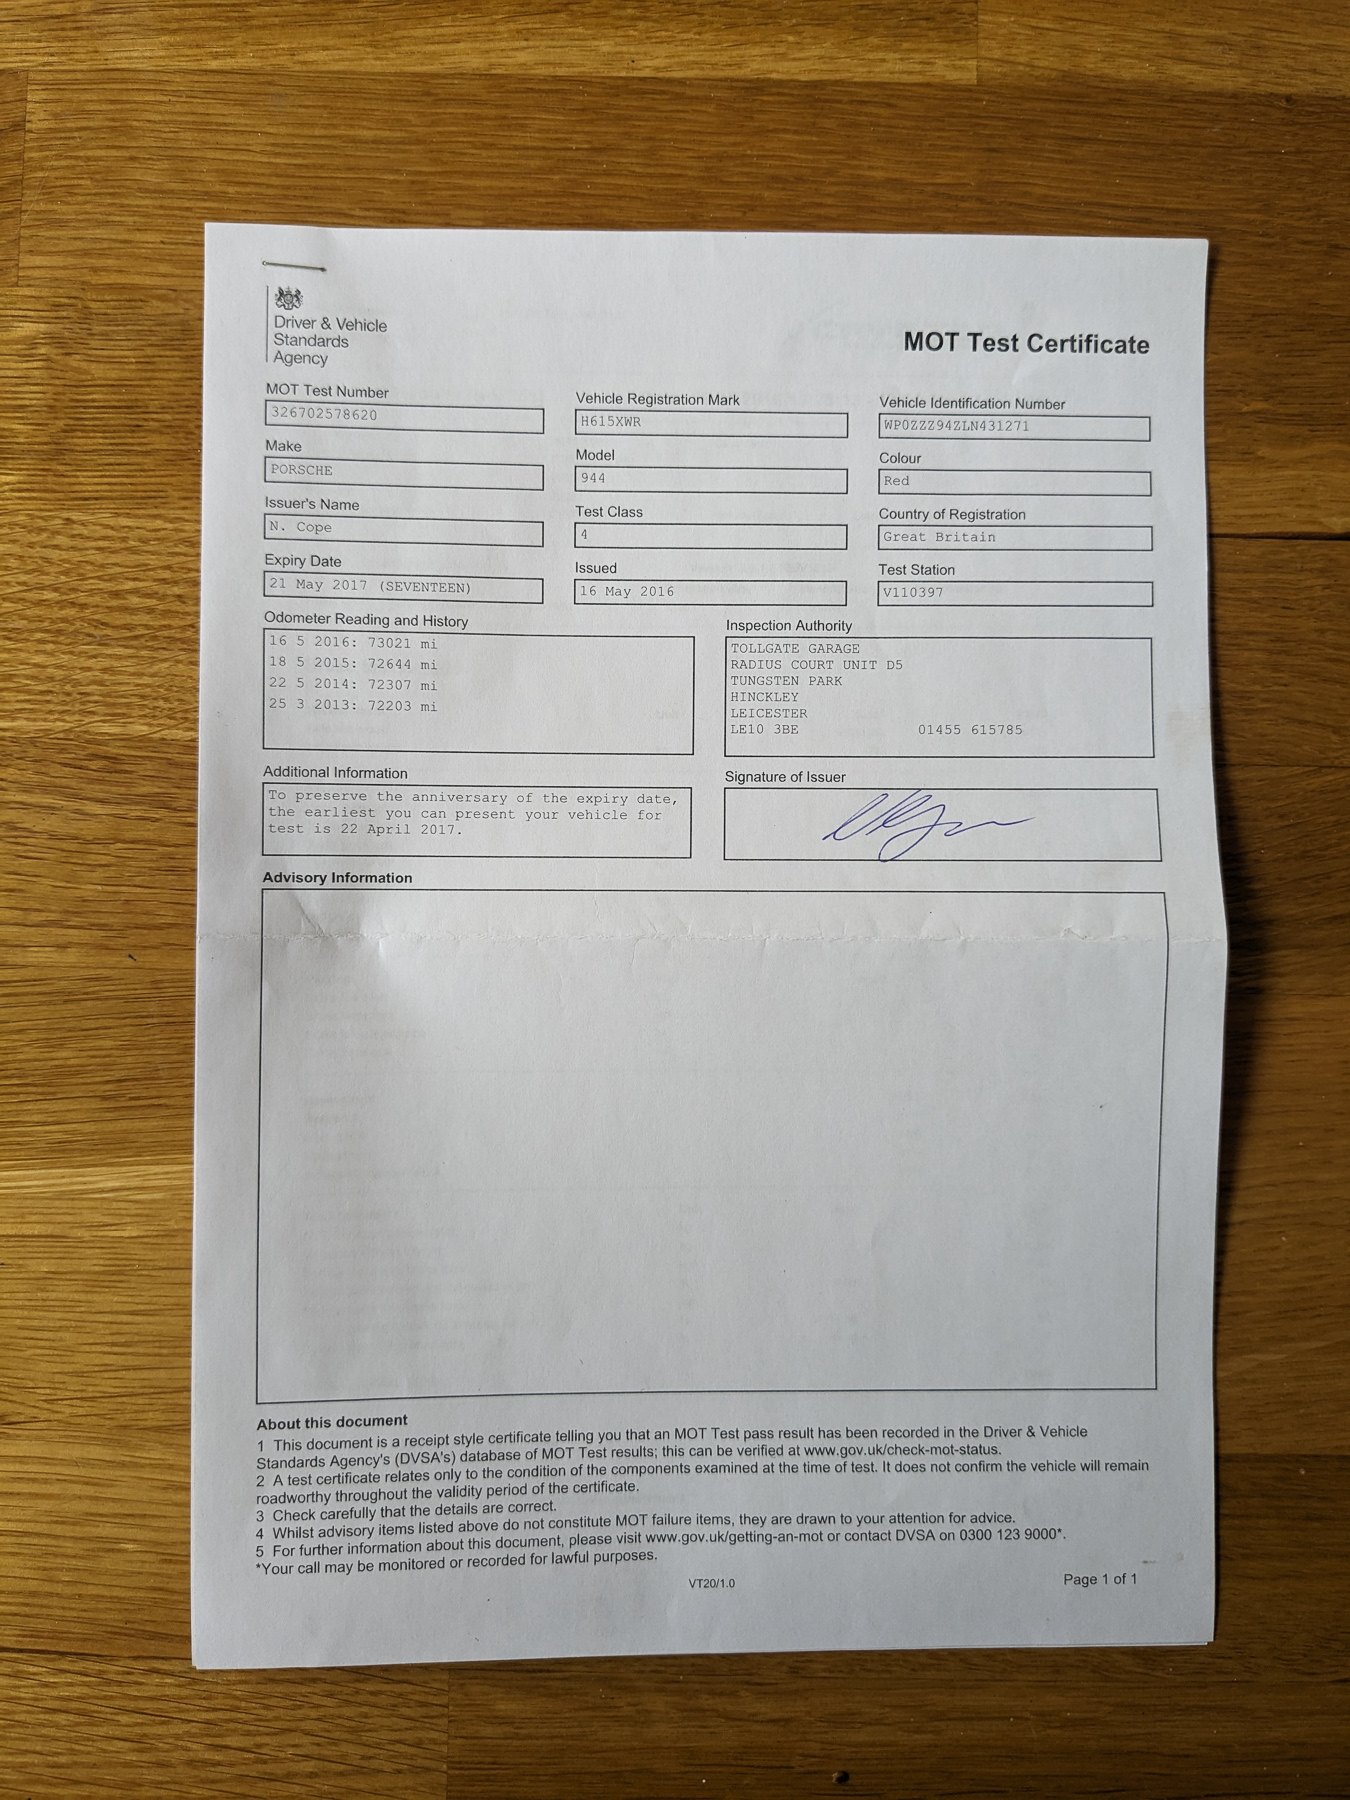 Driver & Vehicle
Standards
Agency
MOT Test Certificate
MOT Test Number
326702578620
Vehicle Registration Mark
H615XWR
Vehicle Identification Number
WP0ZZZ94ZLN431271
Make
PORSCHE
Model
944
Colour
Red
Issuer's Name
N. Cope
Test Class
4
Country of Registration
Great Britain
Expiry Date
21 May 2017 (SEVENTEEN)
Issued
16 May 2016
Test Station
V110397
Odometer Reading and History
16 5 2016: 73021 mi
18 5 2015: 72644 mi
22 5 2014: 72307 mi
25 3 2013: 72203 mi
Inspection Authority
TOLLGATE GARAGE
RADIUS COURT UNIT D5
TUNGSTEN PARK
HINCKLEY
LEICESTER
LE10 3BE 01455 615785
Additional Information
To preserve the anniversary of the expiry date,
the earliest you can present your vehicle for
test is 22 April 2017.
Signature of Issuer
Advisory Information
About this document
1 This document is a receipt style certificate telling you that an MOT Test pass result has been recorded in the Driver & Vehicle
Standards Agency's (DVSA's) database of MOT Test results; this can be verified at www.gov.uk/check-mot-status.
2 A test certificate relates only to the condition of the components examined at the time of test. It does not confirm the vehicle will remain
roadworthy throughout the validity period of the certificate.
3 Check carefully that the details are correct.
4 Whilst advisory items listed above do not constitute MOT failure items, they are drawn to your attention for advice.
5 For further information about this document, please visit www.gov.uk/getting-an-mot or contact DVSA on 0300 123 9000*.
*Your call may be monitored or recorded for lawful purposes.
VT20/1.0
Page 1 of 1